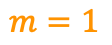 m = 1